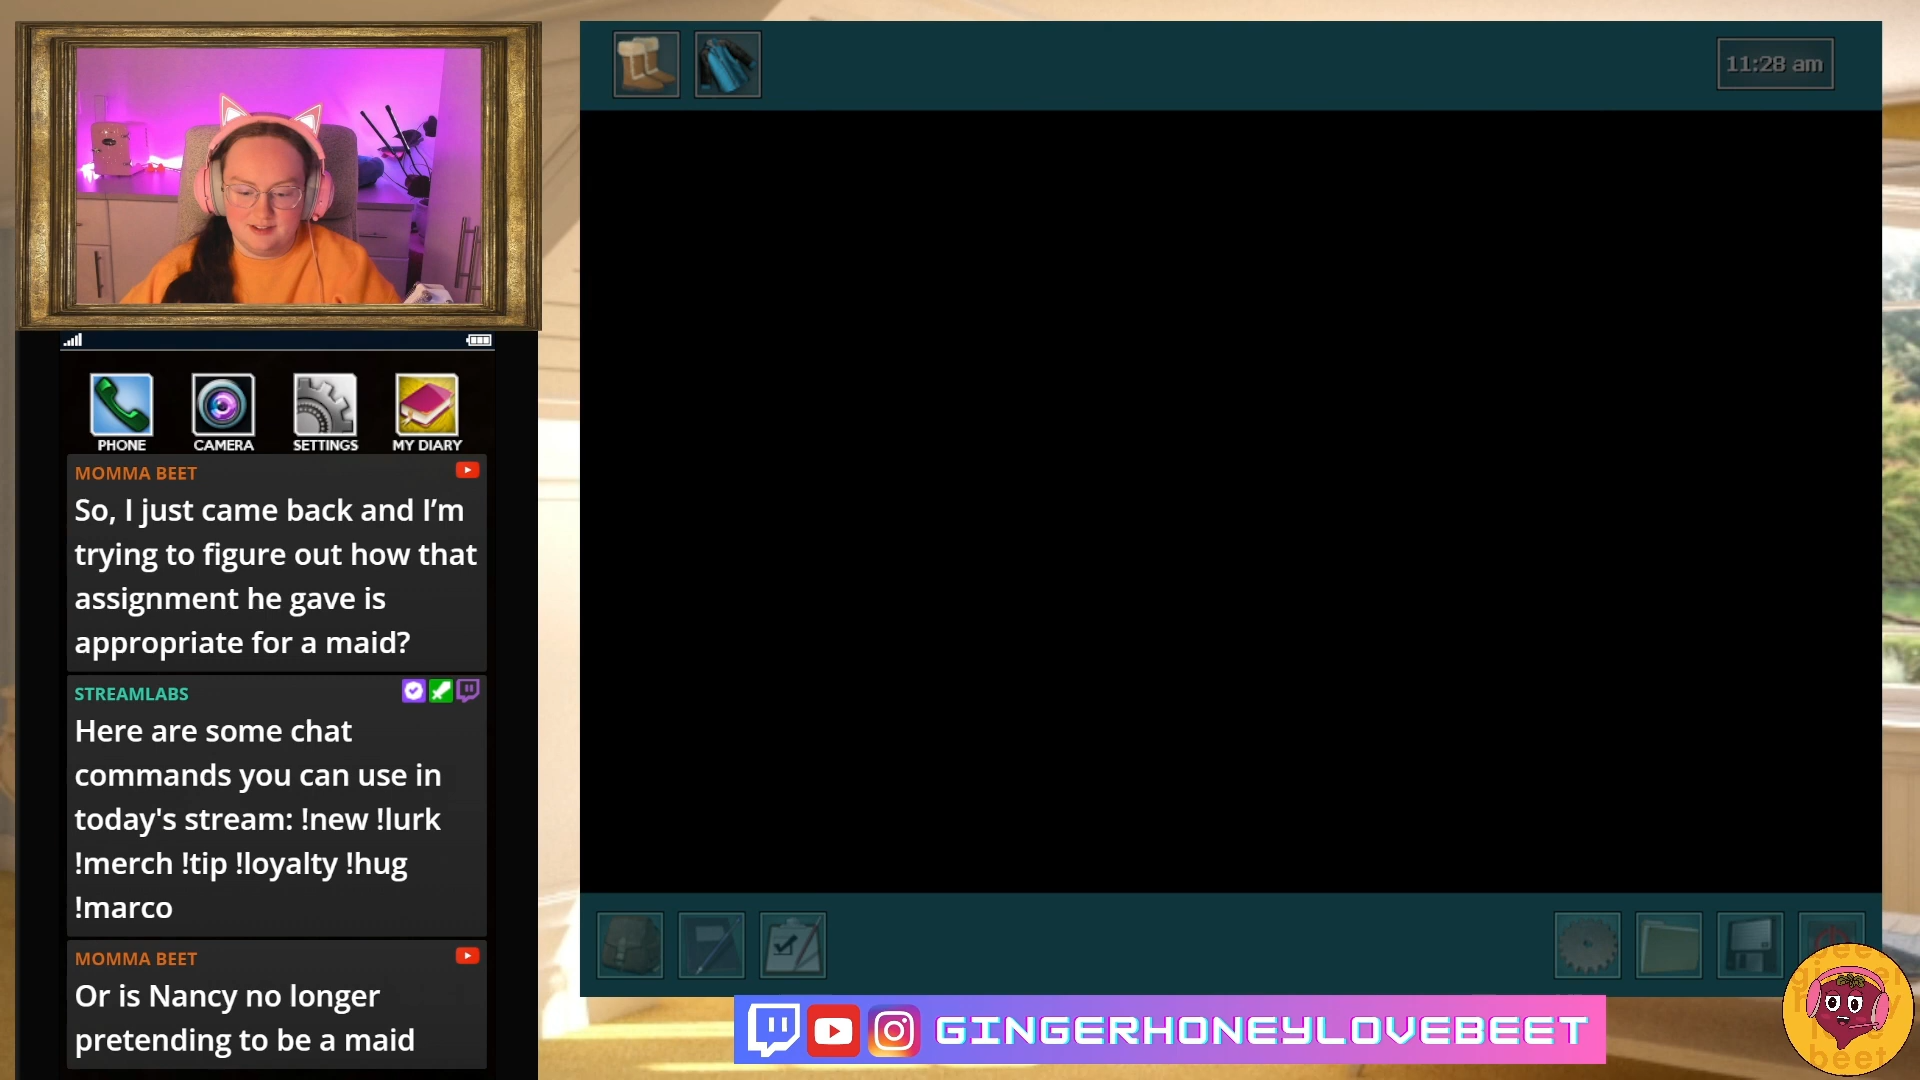 11:28 am
PHONE
CAMERA
SETTINGS
MY DIARY
MOMMA BEET
So, I just came back and I’m
trying to figure out how that
assignment he gave is
appropriate for a maid?
STREAMLABS
Here are some chat
commands you can use in
today's stream: !new !lurk
!merch !tip !loyalty !hug
!marco
MOMMA BEET
Or is Nancy no longer
pretending to be a maid
GINGERHONEYLOVEBEET
beet